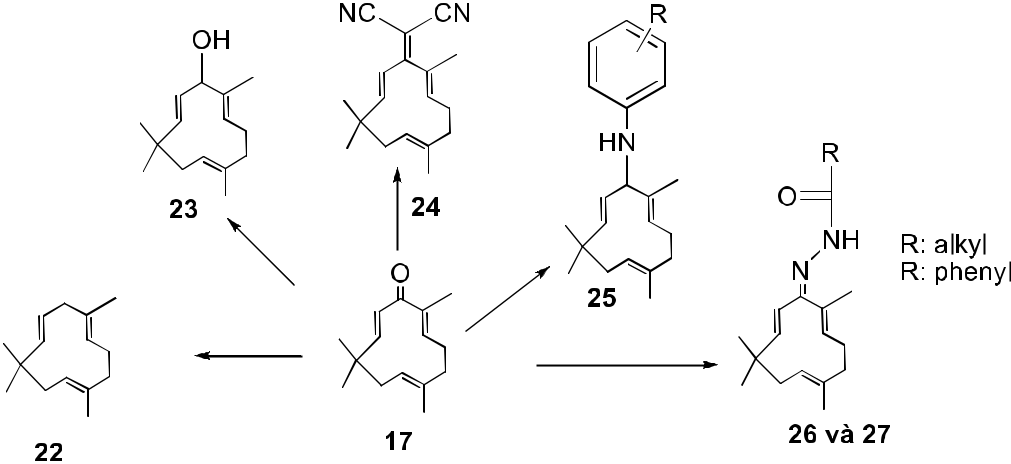 NC CN
R
OH
HN
23
24
R
O
NH
N
R: alkyl
R: phenyl
25
O
22
17
26 và 27